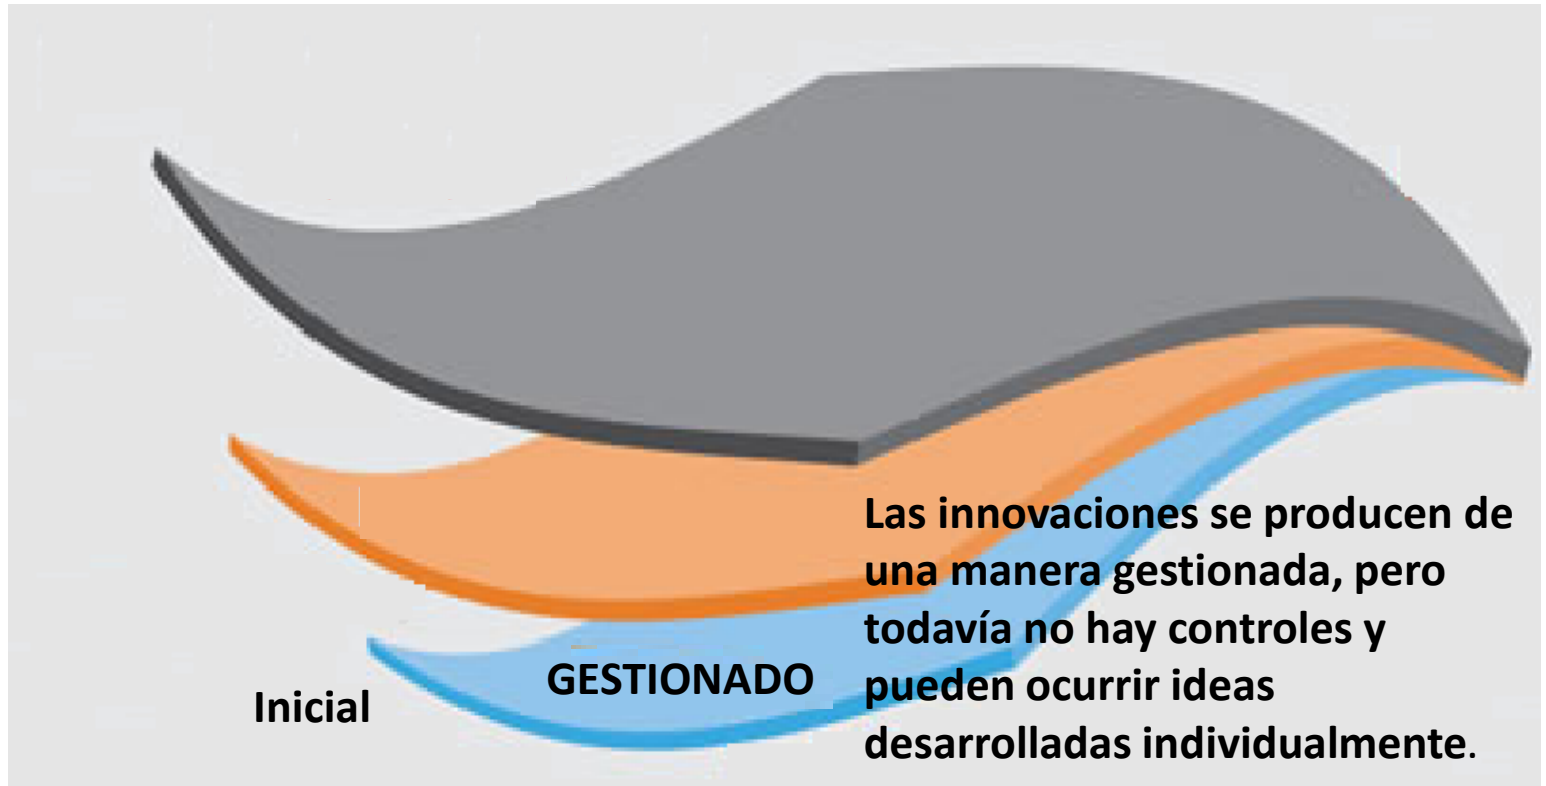 Inicial
GESTIONADO
Las innovaciones se producen de
una manera gestionada, pero
todavía no hay controles y
pueden ocurrir ideas
desarrolladas individualmente.